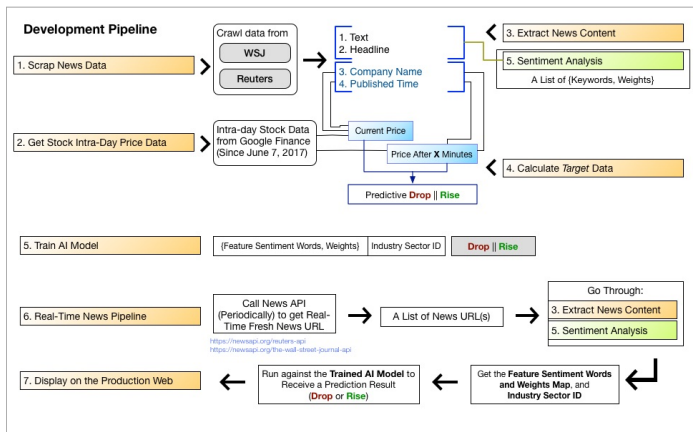 Development Pipeline
1. Scrap News Data
Crawl data from
WSJ
Reuters
1. Text
2. Headline
3. Company Name
4. Published Time
3. Extract News Content
5. Sentiment Analysis
A List of {Keywords, Weights}
2. Get Stock Intra-Day Price Data
Intra-day Stock Data
from Google Finance
(Since June 7, 2017)
Current Price
Price After X Minutes
4. Calculate Target Data
Predictive Drop || Rise
5. Train AI Model
{Feature Sentiment Words, Weights}
Industry Sector ID
Drop || Rise
6. Real-Time News Pipeline
Call News API
(Periodically) to get Real-
Time Fresh News URL
https://newsapi.org/reuters-api
https://newsapi.org/the-wall-street-journal-api
A List of News URL(s)
Go Through:
3. Extract News Content
5. Sentiment Analysis
7. Display on the Production Web
Run against the Trained AI Model to
Receive a Prediction Result
(Drop or Rise)
Get the Feature Sentiment Words
and Weights Map, and
Industry Sector ID